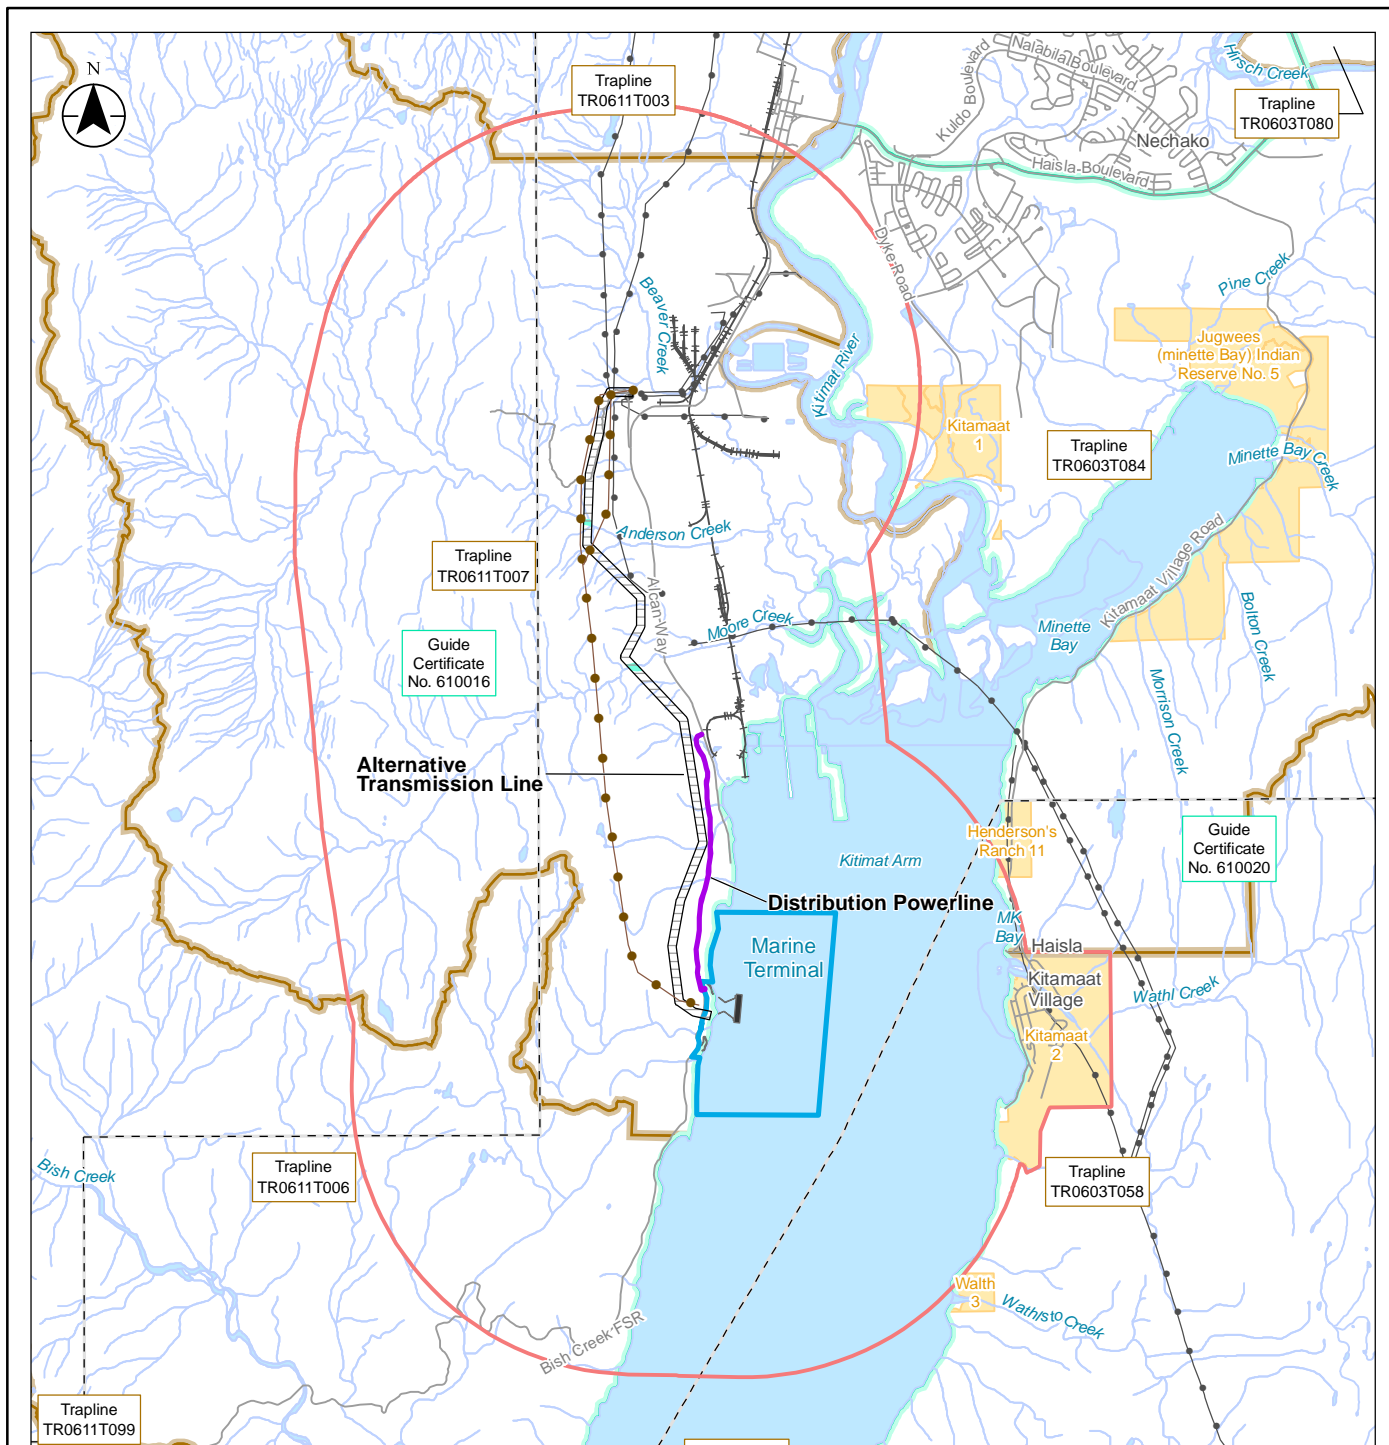 N
Trapline
TR0611T003
Kuldo Boulevard
Nalabila Boulevard
Hirsch Creek
Trapline
TR0603T080
Nechako
Haisla Boulevard
Dyke Road
Beaver Creek
Kitimat River
Pine Creek
Jugwees
(minette Bay) Indian
Reserve No. 5
Kitamaat
1
Trapline
TR0603T084
Minette Bay Creek
Anderson Creek
Trapline
TR0611T007
Kitamaat Village Road
Alcan Way
Moore Creek
Minette
Bay
Bolton Creek
Guide
Certificate
No. 610016
Morrison Creek
Alternative
Transmission Line
Henderson's
Ranch 11
Guide
Certificate
No. 610020
Kitimat Arm
Distribution Powerline
MK
Bay
Marine
Terminal
Haisla
Kitamaat
Village
Wathl Creek
Kitamaat
2
Bish Creek
Trapline
TR0611T006
Trapline
TR0603T058
Walth
3
Wathlsto Creek
Bish Creek FSR
Trapline
TR0611T099